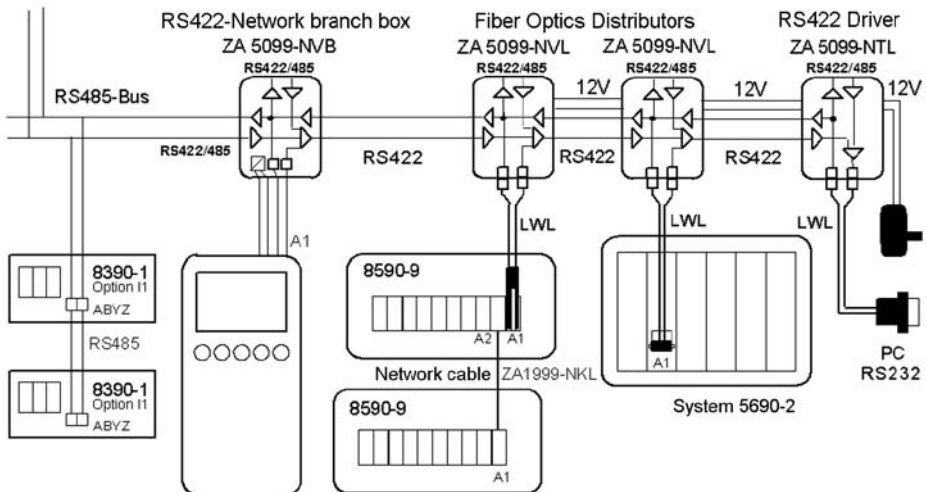 RS422-Network branch box
ZA 5099-NVB
RS422/485
Fiber Optics Distributors
ZA 5099-NVL
RS422/485
ZA 5099-NVL
RS422/485
RS422 Driver
ZA 5099-NTL
RS422/485
12V
12V
12V
RS485-Bus
RS422/485
RS422
RS422
RS422
LWL
LWL
LWL
A1
8390-1
Option I1
ABYZ
RS485
8390-1
Option I1
ABYZ
8590-9
A2
A1
Network cable
ZA1999-NKL
8590-9
A1
A1
System 5690-2
PC
RS232